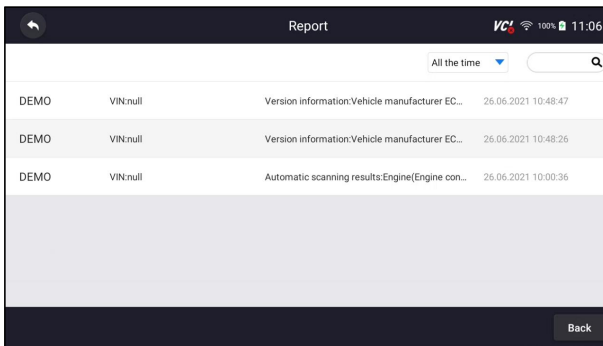 Report VCI 100% 11:06
All the time
DEMO VIN:null Version information:Vehicle manufacturer EC... 26.06.2021 10:48:47
DEMO VIN:null Version information:Vehicle manufacturer EC... 26.06.2021 10:48:26
DEMO VIN:null Automatic scanning results:Engine(Engine con... 26.06.2021 10:00:36
Back